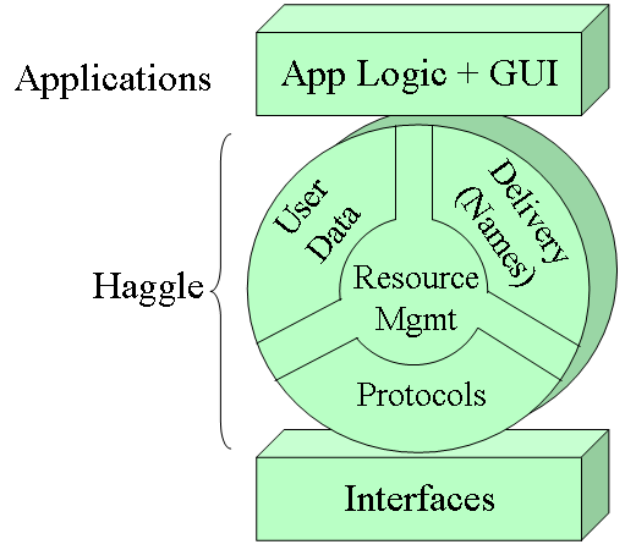 App Logic + GUI
Applications
User
Data
Delivery
(Names)
Haggle
Resource
Mgmt
Protocols
Interfaces